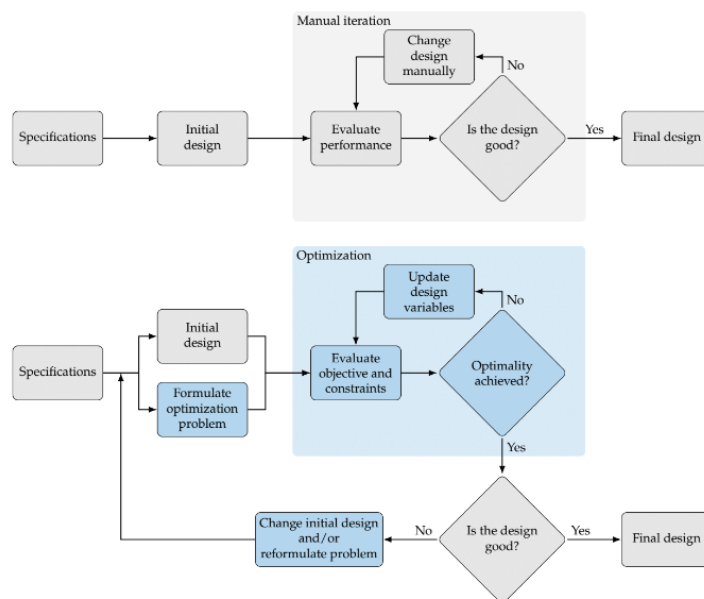 Manual iteration
Change
design
manually
No
Specifications
Initial
design
Evaluate
performance
Is the design
good?
Yes
Final design
Optimization
Update
design
variables
No
Initial
design
Specifications
Evaluate
objective and
constraints
Optimality
achieved?
Formulate
optimization
problem
Yes
Change initial design
and/or
reformulate problem
No
Is the design
good?
Yes
Final design